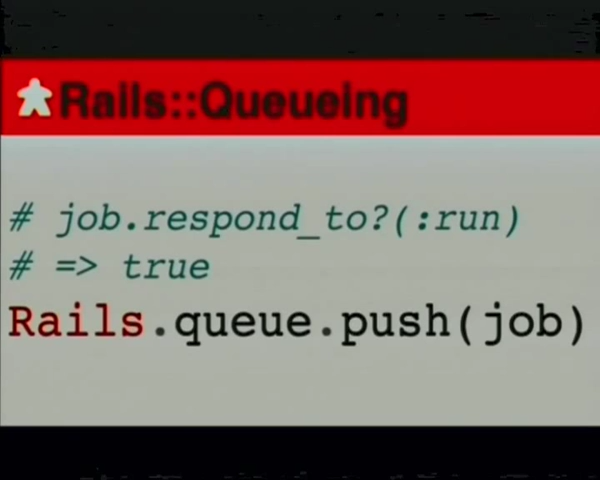 Rails::Queueing
# job.respond_to?(:run)
# => true
Rails.queue.push(job)